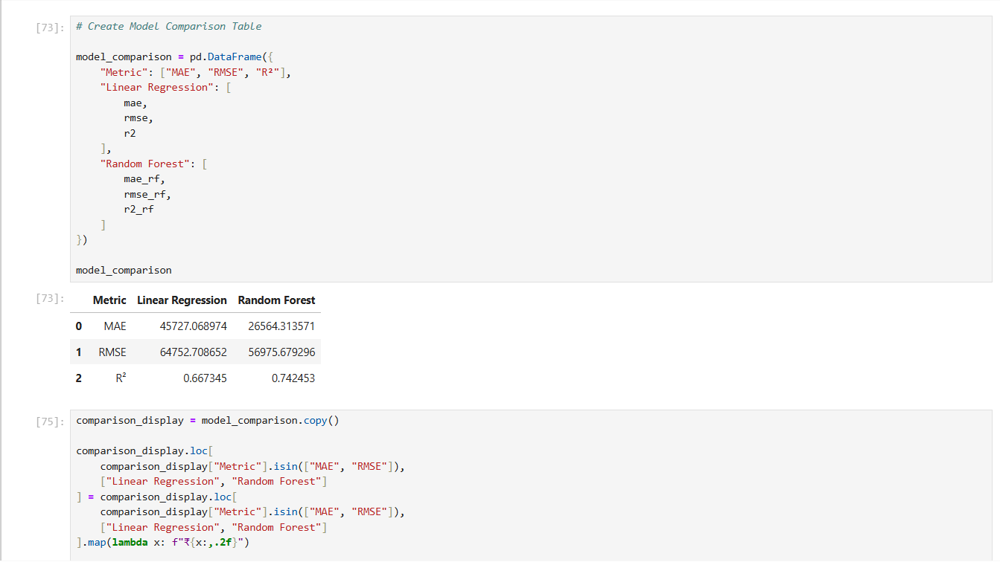 [73]: # Create Model Comparison Table
model_comparison = pd.DataFrame({
    "Metric": ["MAE", "RMSE", "R²"],
    "Linear Regression": [
        mae,
        rmse,
        r2
    ],
    "Random Forest": [
        mae_rf,
        rmse_rf,
        r2_rf
    ]
})
model_comparison
[73]: Metric Linear Regression Random Forest
0 MAE 45727.068974 26564.313571
1 RMSE 64752.708652 56975.679296
2 R² 0.667345 0.742453
[75]: comparison_display = model_comparison.copy()
comparison_display.loc[
    comparison_display["Metric"].isin(["MAE", "RMSE"]),
    ["Linear Regression", "Random Forest"]
] = comparison_display.loc[
    comparison_display["Metric"].isin(["MAE", "RMSE"]),
    ["Linear Regression", "Random Forest"]
].map(lambda x: f"₹{x:,.2f}")